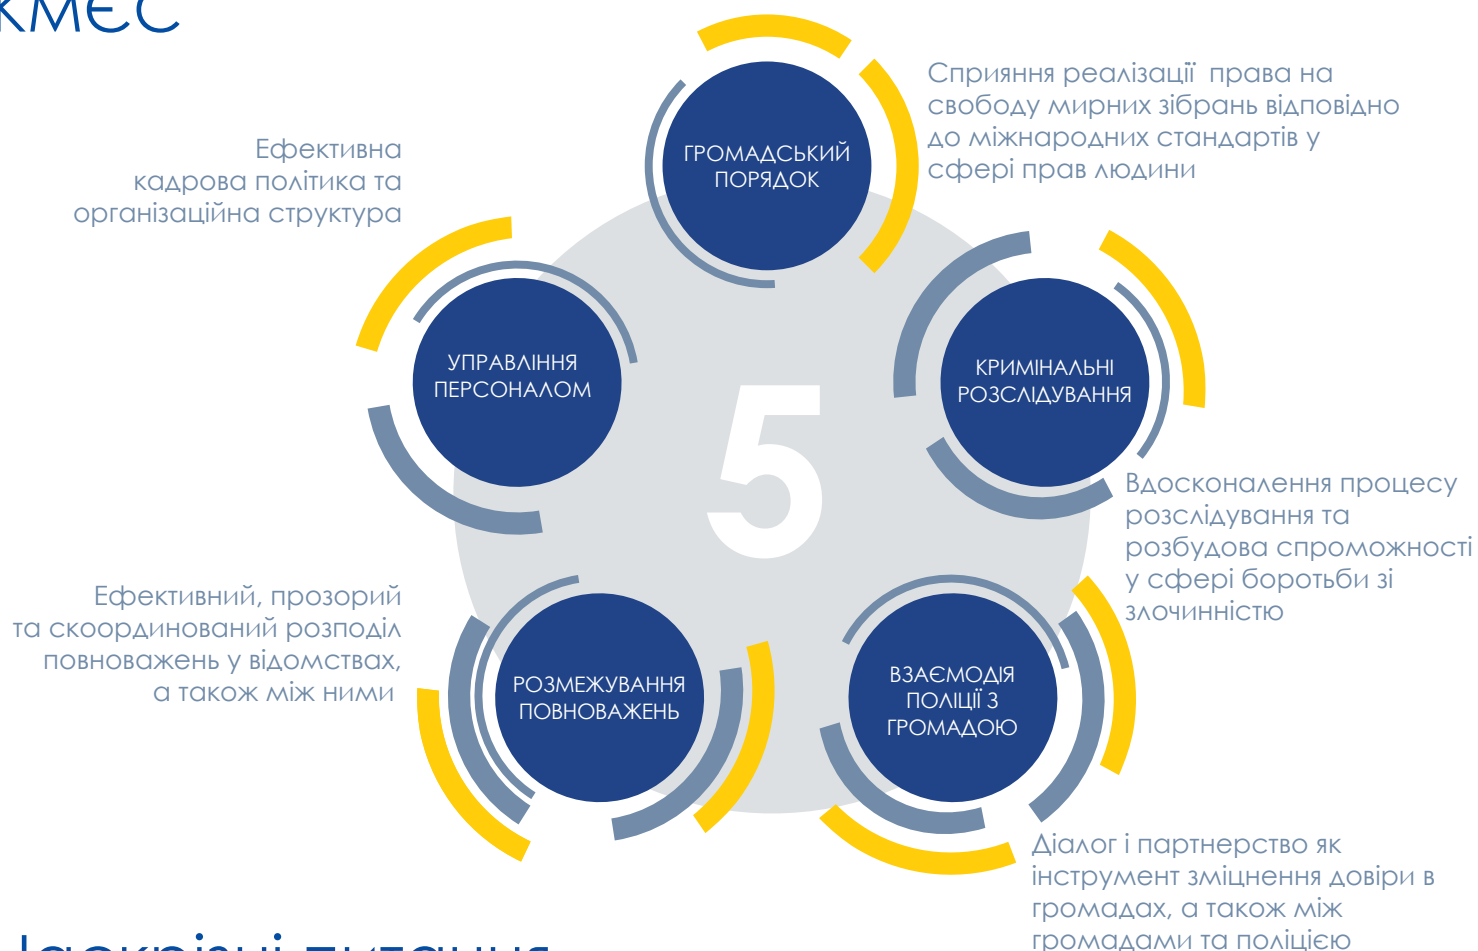 КМЄС
ГРОМАДСЬКИЙ
ПОРЯДОК
Сприяння реалізації права на
свободу мирних зібрань відповідно
до міжнародних стандартів у
сфері прав людини
Ефективна
кадрова політика та
організаційна структура
УПРАВЛІННЯ
ПЕРСОНАЛОМ
5
КРИМІНАЛЬНІ
РОЗСЛІДУВАННЯ
Вдосконалення процесу
розслідування та
розбудова спроможності
у сфері боротьби зі
злочинністю
Ефективний, прозорий
та скоординований розподіл
повноважень у відомствах,
а також між ними
РОЗМЕЖУВАННЯ
ПОВНОВАЖЕНЬ
ВЗАЄМОДІЯ
ПОЛІЦІЇ З
ГРОМАДОЮ
Діалог і партнерство як
інструмент зміцнення довіри в
громадах, а також між
громадами та поліцією